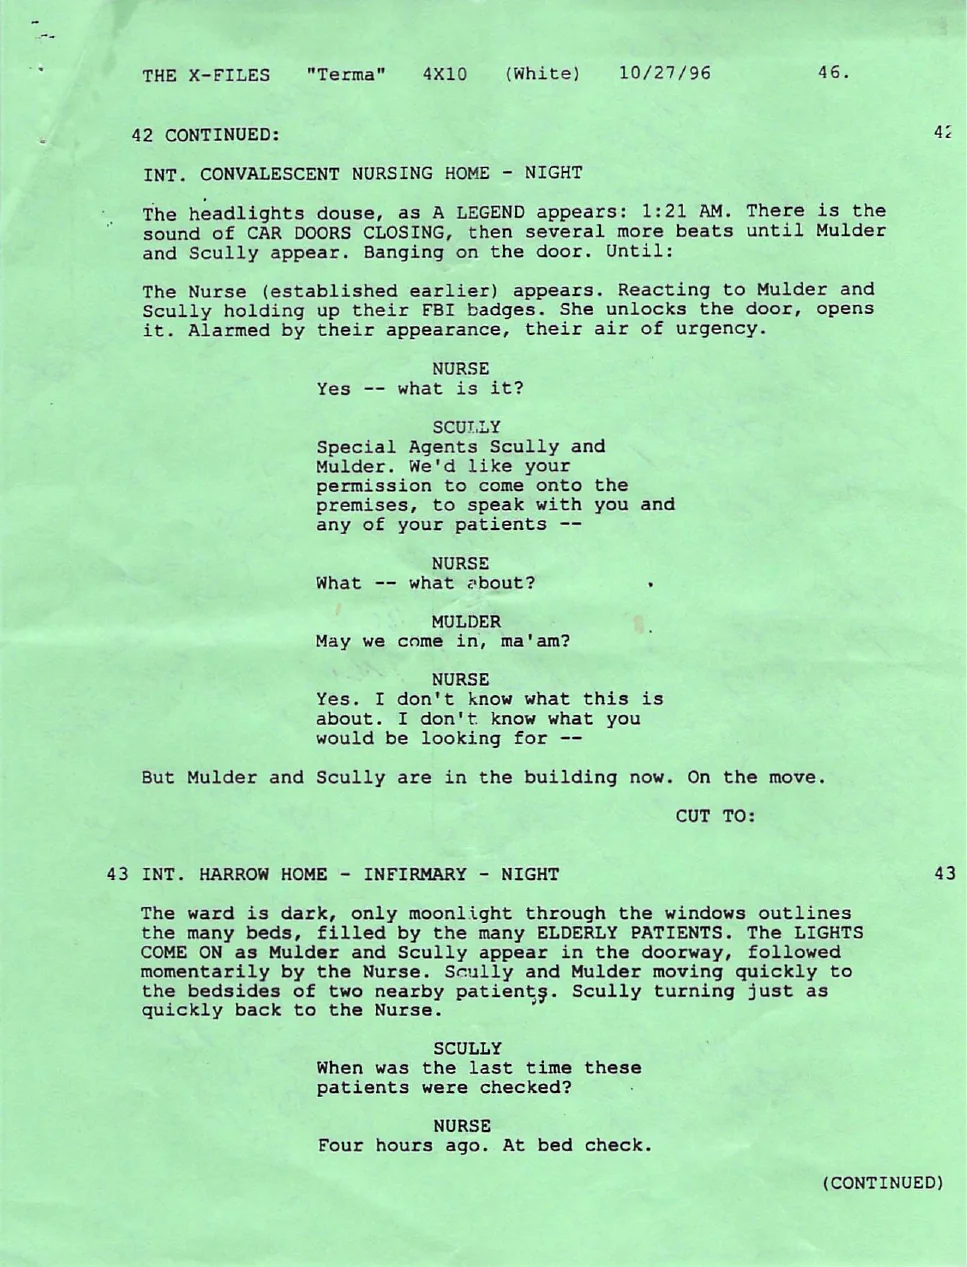 THE X-FILES "Terma" 4X10 (White) 10/27/96 46.
42 CONTINUED: 42
INT. CONVALESCENT NURSING HOME - NIGHT
The headlights douse, as A LEGEND appears: 1:21 AM. There is the
sound of CAR DOORS CLOSING, then several more beats until Mulder
and Scully appear. Banging on the door. Until:
The Nurse (established earlier) appears. Reacting to Mulder and
Scully holding up their FBI badges. She unlocks the door, opens
it. Alarmed by their appearance, their air of urgency.
NURSE
Yes -- what is it?
SCULLY
Special Agents Scully and
Mulder. We'd like your
permission to come onto the
premises, to speak with you and
any of your patients --
NURSE
What -- what about?
MULDER
May we come in, ma'am?
NURSE
Yes. I don't know what this is
about. I don't know what you
would be looking for --
But Mulder and Scully are in the building now. On the move.
CUT TO:
43 INT. HARROW HOME - INFIRMARY - NIGHT 43
The ward is dark, only moonlight through the windows outlines
the many beds, filled by the many ELDERLY PATIENTS. The LIGHTS
COME ON as Mulder and Scully appear in the doorway, followed
momentarily by the Nurse. Scully and Mulder moving quickly to
the bedsides of two nearby patients. Scully turning just as
quickly back to the Nurse.
SCULLY
When was the last time these
patients were checked?
NURSE
Four hours ago. At bed check.
(CONTINUED)